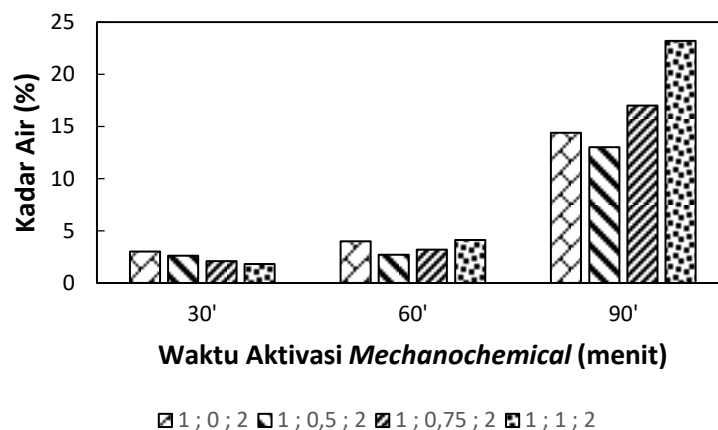 25
20
15
10
5
0
Kadar Air (%)
30' 60' 90'
Waktu Aktivasi Mechanochemical (menit)
1 ; 0 ; 2 1 ; 0,5 ; 2 1 ; 0,75 ; 2 1 ; 1 ; 2